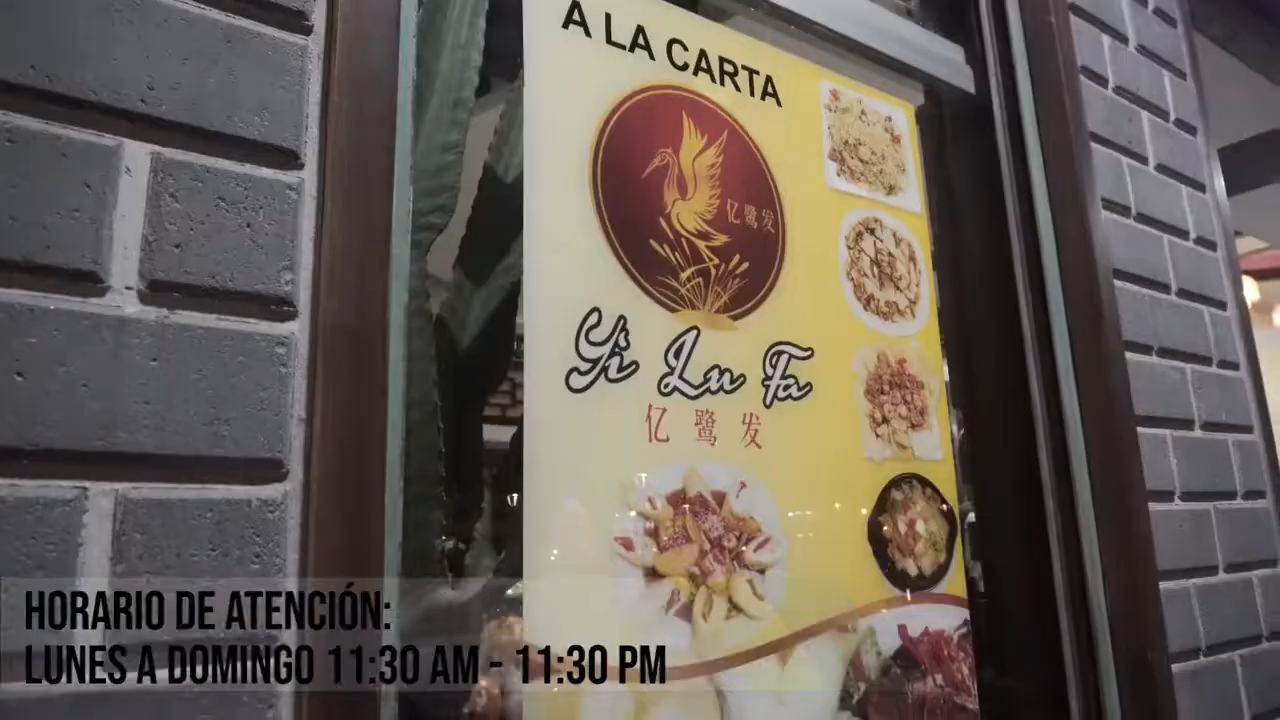 A LA CARTA
亿鹭发
Yi Lu Fa
亿鹭发
HORARIO DE ATENCIÓN:
LUNES A DOMINGO 11:30 AM - 11:30 PM